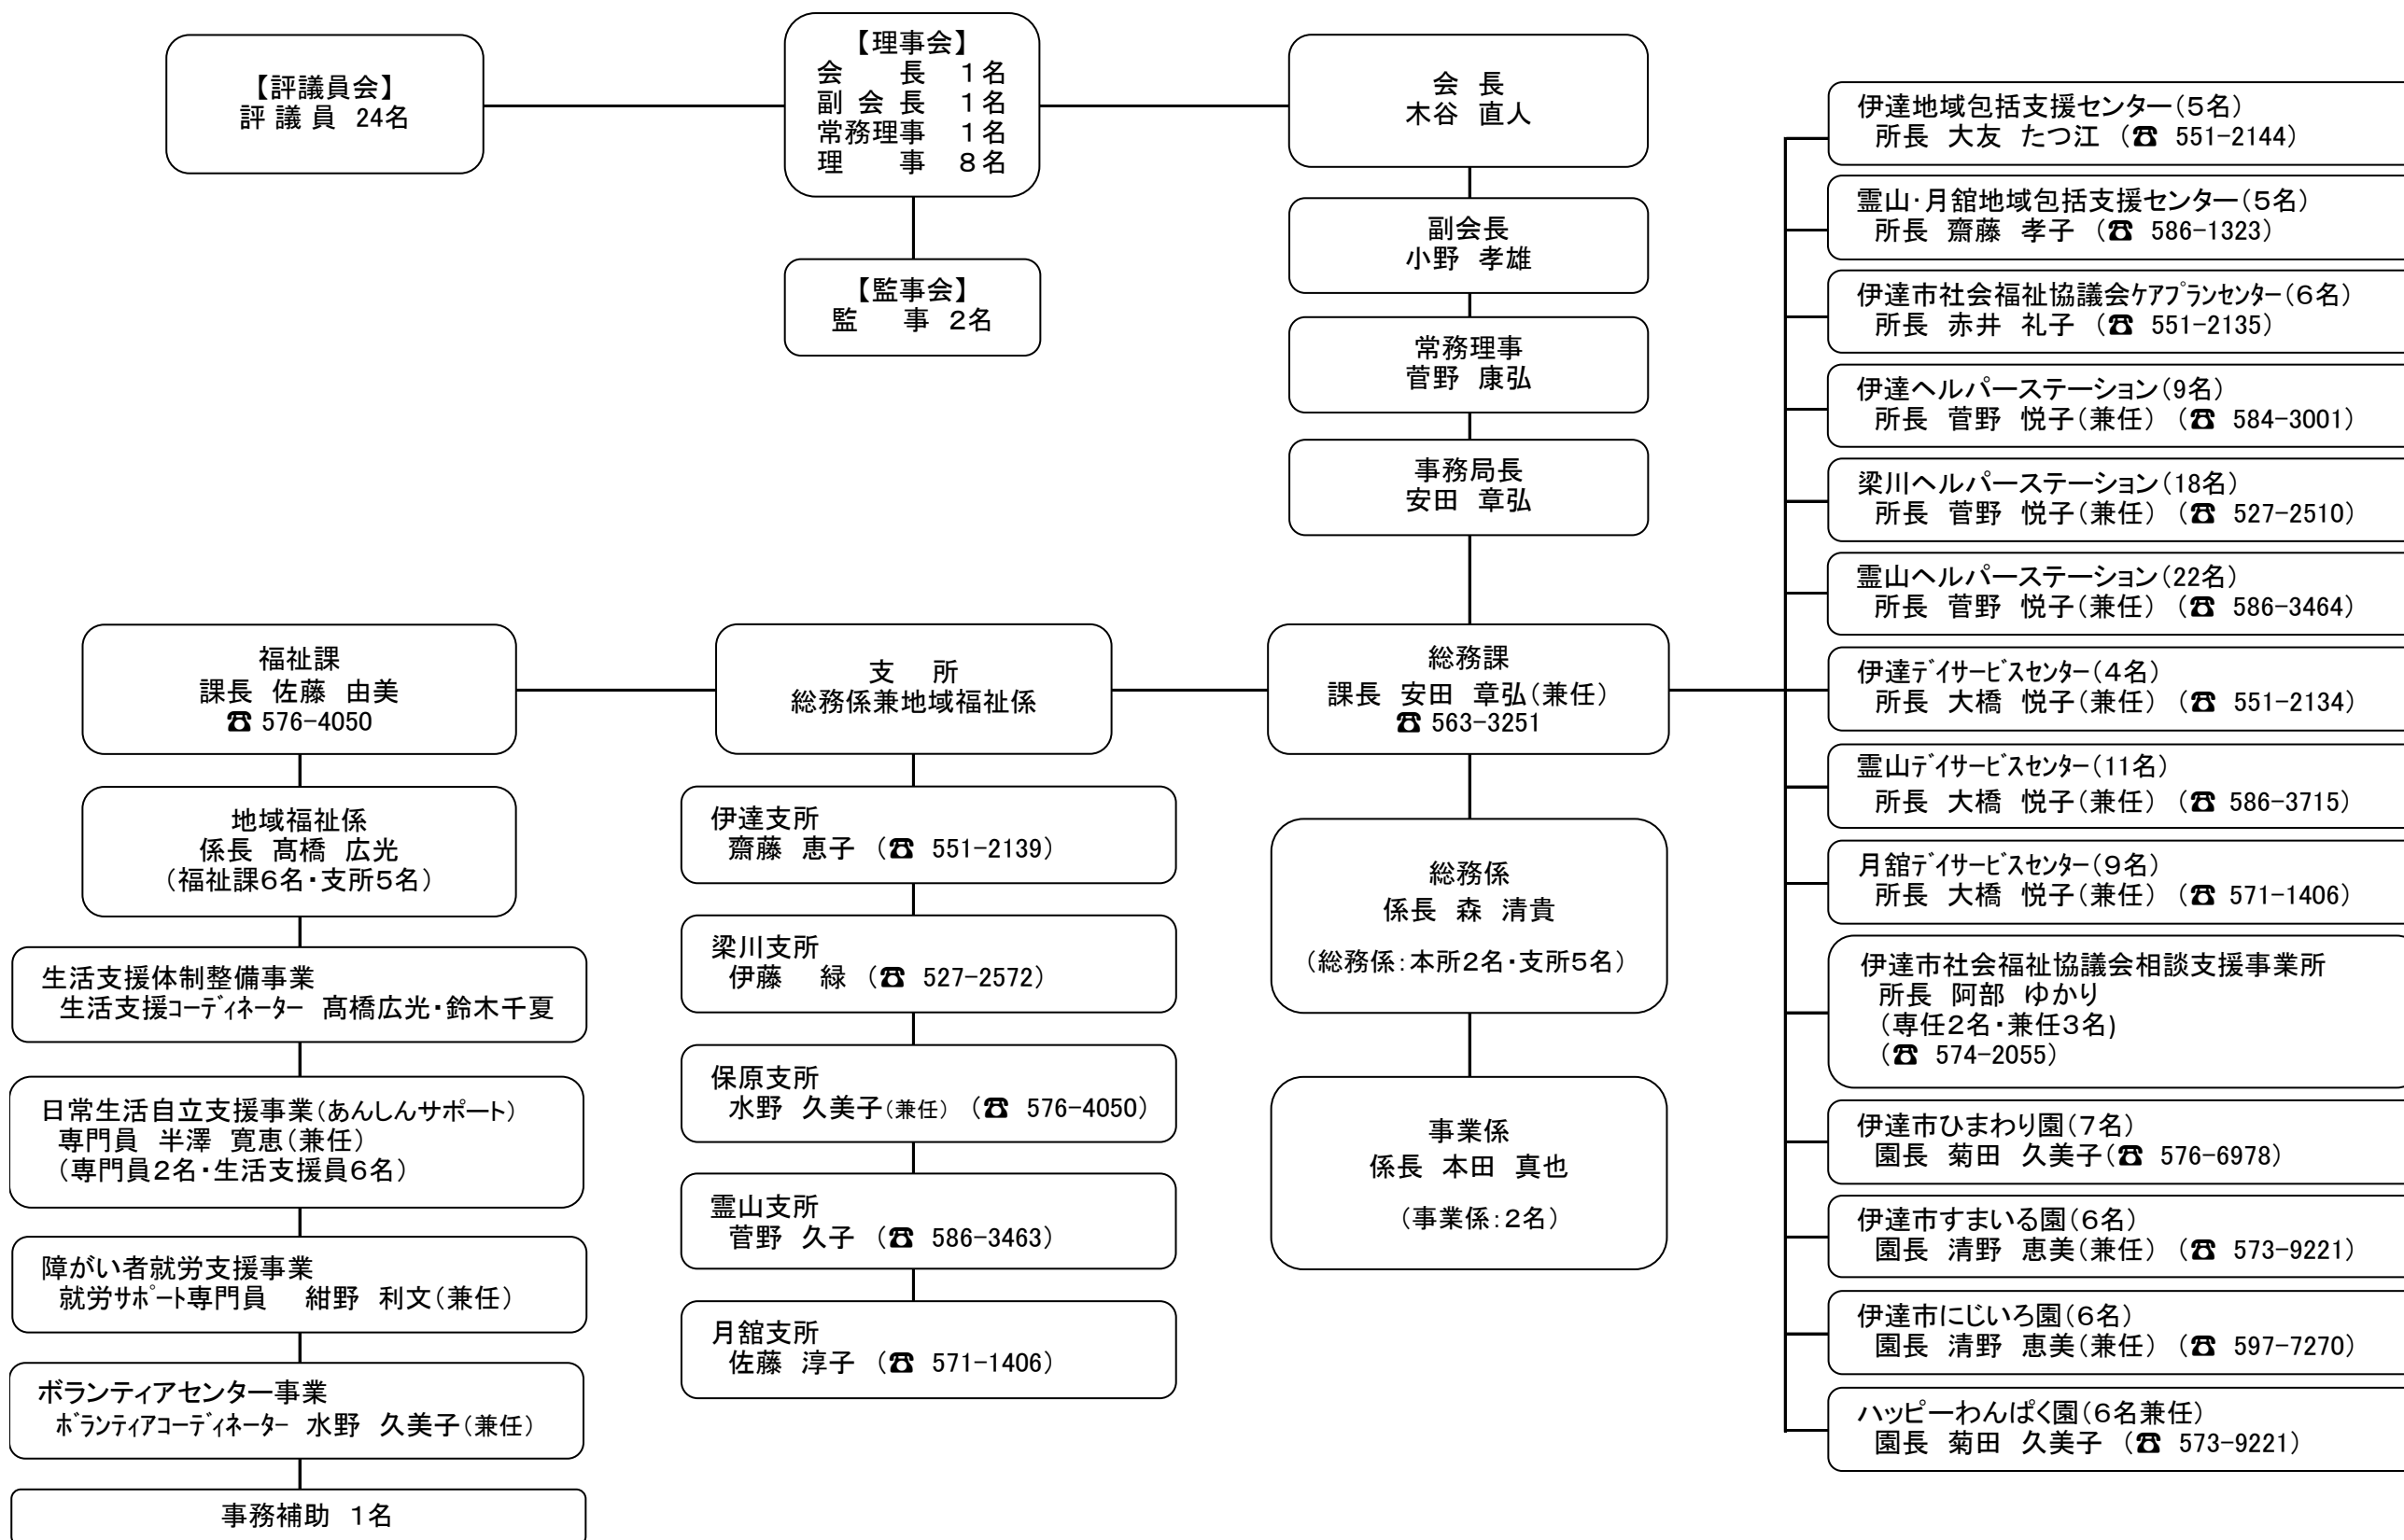 【評議員会】
評 議 員 24名
【理事会】
会 長 1名
副 会 長 1名
常務理事 1名
理 事 8名
【監事会】
監 事 2名
会 長
木谷 直人
副会長
小野 孝雄
常務理事
菅野 康弘
事務局長
安田 章弘
福祉課
課長 佐藤 由美
☎ 576-4050
地域福祉係
係長 髙橋 広光
(福祉課6名・支所5名)
生活支援体制整備事業
生活支援ｺｰﾃﾞｨﾈｰﾀｰ 髙橋広光・鈴木千夏
日常生活自立支援事業(あんしんサポート)
専門員 半澤 寛恵(兼任)
(専門員2名・生活支援員6名)
障がい者就労支援事業
就労ｻﾎﾟｰﾄ専門員 紺野 利文(兼任)
ボランティアセンター事業
ﾎﾞﾗﾝﾃｨｱｺｰﾃﾞｨﾈｰﾀｰ 水野 久美子(兼任)
事務補助 1名
支 所
総務係兼地域福祉係
伊達支所
齋藤 恵子 (☎ 551-2139)
梁川支所
伊藤 緑 (☎ 527-2572)
保原支所
水野 久美子(兼任) (☎ 576-4050)
霊山支所
菅野 久子 (☎ 586-3463)
月舘支所
佐藤 淳子 (☎ 571-1406)
総務課
課長 安田 章弘(兼任)
☎ 563-3251
総務係
係長 森 清貴
(総務係:本所2名・支所5名)
事業係
係長 本田 真也
(事業係:2名)
伊達地域包括支援センター(5名)
所長 大友 たつ江 (☎ 551-2144)
霊山・月舘地域包括支援センター(5名)
所長 齋藤 孝子 (☎ 586-1323)
伊達市社会福祉協議会ｹｱﾌﾟﾗﾝｾﾝﾀｰ(6名)
所長 赤井 礼子 (☎ 551-2135)
伊達ヘルパーステーション(9名)
所長 菅野 悦子(兼任) (☎ 584-3001)
梁川ヘルパーステーション(18名)
所長 菅野 悦子(兼任) (☎ 527-2510)
霊山ヘルパーステーション(22名)
所長 菅野 悦子(兼任) (☎ 586-3464)
伊達ﾃﾞｲｻｰﾋﾞｽｾﾝﾀｰ(4名)
所長 大橋 悦子(兼任) (☎ 551-2134)
霊山ﾃﾞｲｻｰﾋﾞｽｾﾝﾀｰ(11名)
所長 大橋 悦子(兼任) (☎ 586-3715)
月舘ﾃﾞｲｻｰﾋﾞｽｾﾝﾀｰ(9名)
所長 大橋 悦子(兼任) (☎ 571-1406)
伊達市社会福祉協議会相談支援事業所
所長 阿部 ゆかり
(専任2名・兼任3名)
(☎ 574-2055)
伊達市ひまわり園(7名)
園長 菊田 久美子(☎ 576-6978)
伊達市すまいる園(6名)
園長 清野 恵美(兼任) (☎ 573-9221)
伊達市にじいろ園(6名)
園長 清野 恵美(兼任) (☎ 597-7270)
ハッピーわんぱく園(6名兼任)
園長 菊田 久美子 (☎ 573-9221)